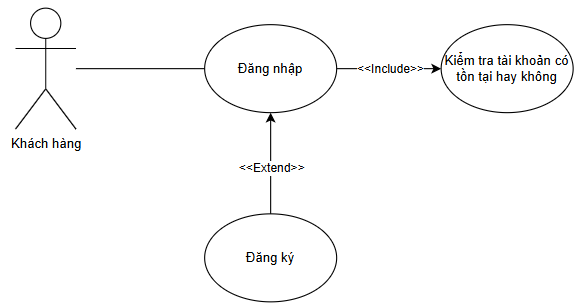 Đăng nhập
<<Include>>
Kiểm tra tài khoản có
tồn tại hay không
Khách hàng
<<Extend>>
Đăng ký